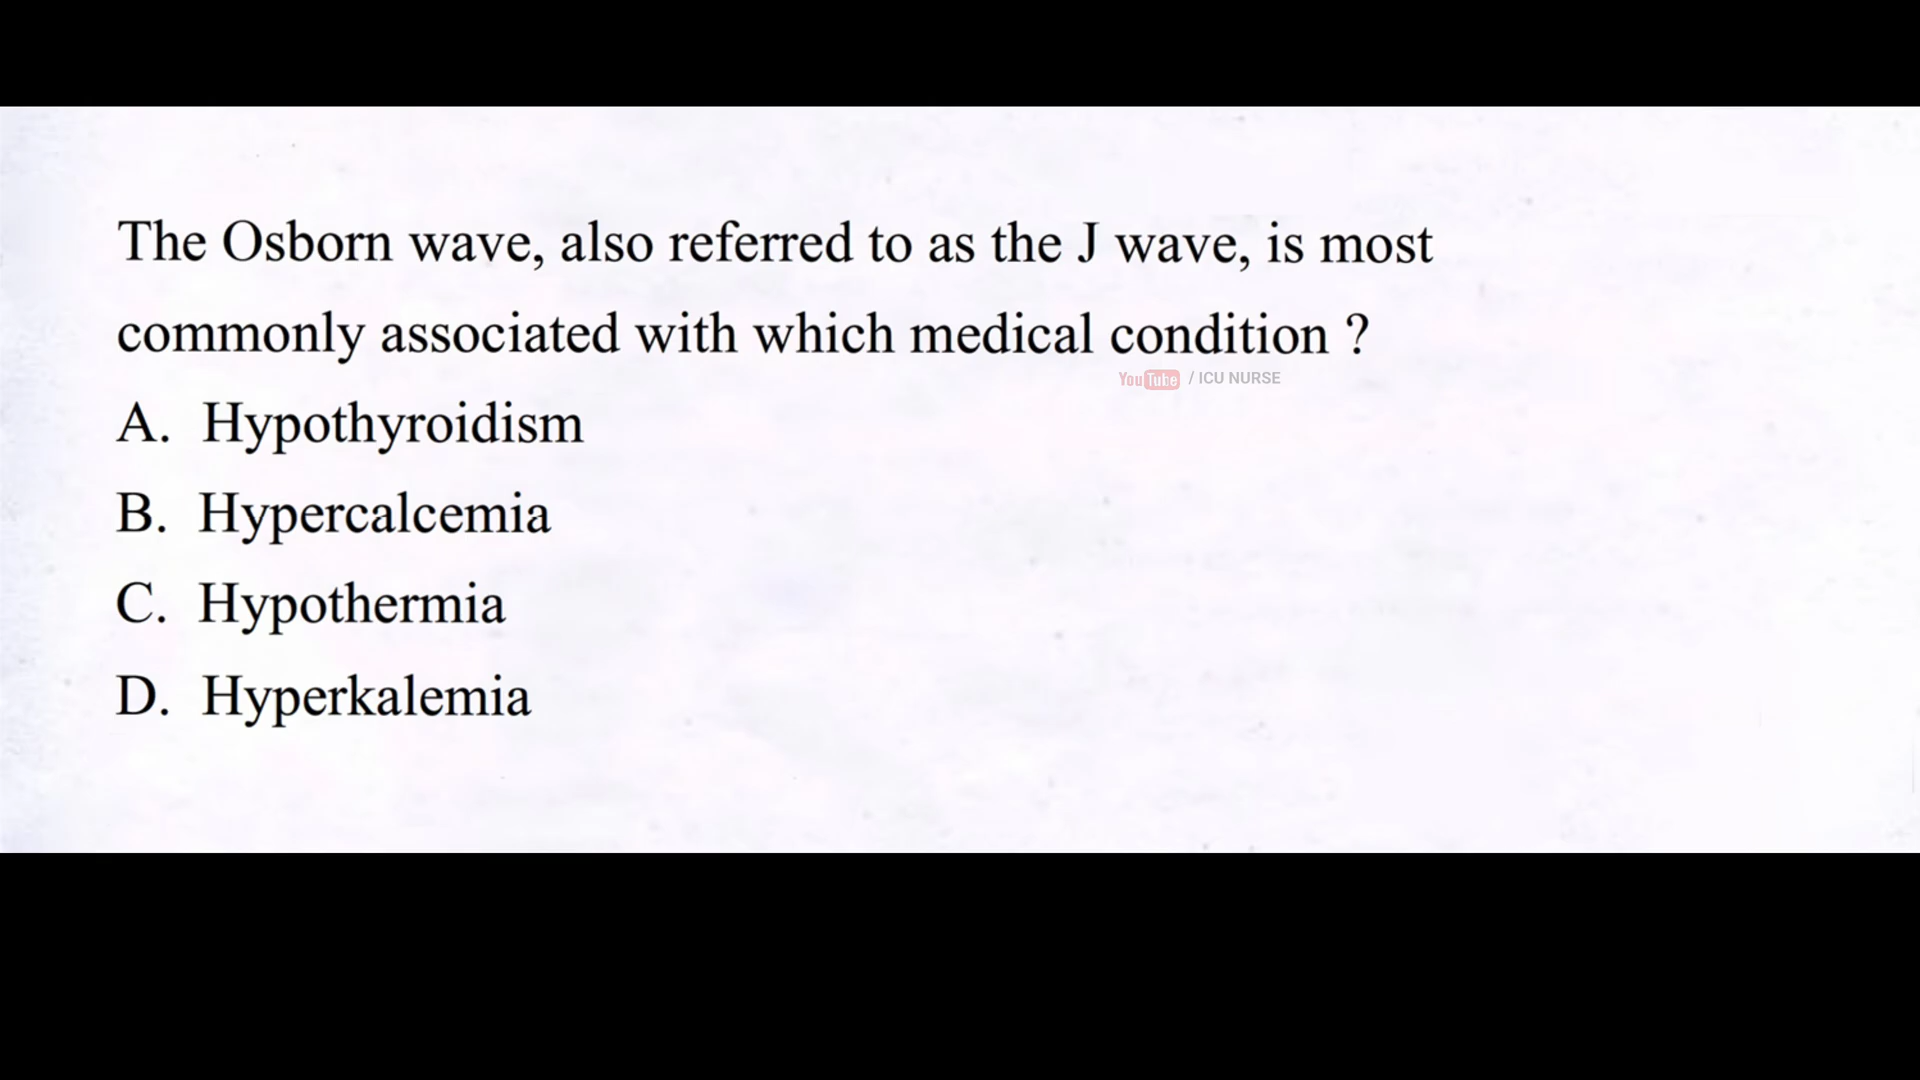 The Osborn wave, also referred to as the J wave, is most
commonly associated with which medical condition ?
YouTube / ICU NURSE
A. Hypothyroidism
B. Hypercalcemia
C. Hypothermia
D. Hyperkalemia